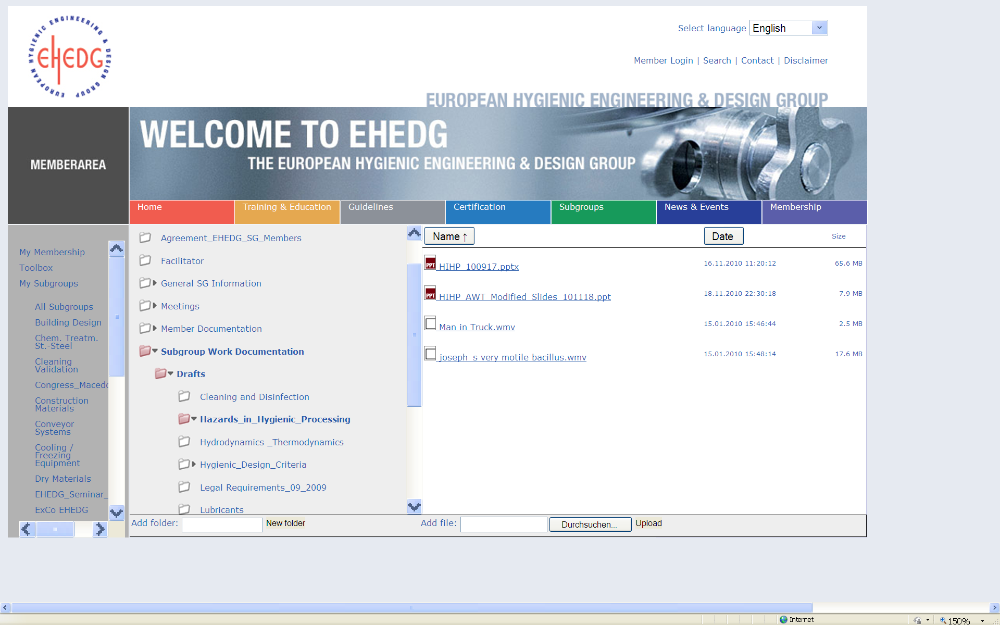 EUROPEAN HYGIENIC ENGINEERING & DESIGN GROUP
EHEDG
Select language English
Member Login | Search | Contact | Disclaimer
EUROPEAN HYGIENIC ENGINEERING & DESIGN GROUP
MEMBERAREA
WELCOME TO EHEDG
THE EUROPEAN HYGIENIC ENGINEERING & DESIGN GROUP
Home Training & Education Guidelines Certification Subgroups News & Events Membership
My Membership
Toolbox
My Subgroups
All Subgroups
Building Design
Chem. Treatm.
St.-Steel
Cleaning
Validation
Congress_Macedo
Construction
Materials
Conveyor
Systems
Cooling /
Freezing
Equipment
Dry Materials
EHEDG_Seminar_
ExCo EHEDG
Agreement_EHEDG_SG_Members
Facilitator
General SG Information
Meetings
Member Documentation
Subgroup Work Documentation
Drafts
Cleaning and Disinfection
Hazards_in_Hygienic_Processing
Hydrodynamics _Thermodynamics
Hygienic_Design_Criteria
Legal Requirements_09_2009
Lubricants
Name ↑ Date Size
PPT HIHP_100917.pptx 16.11.2010 11:20:12 65.6 MB
PPT HIHP_AWT_Modified_Slides_101118.ppt 18.11.2010 22:30:18 7.9 MB
Man in Truck.wmv 15.01.2010 15:46:44 2.5 MB
joseph_s very motile bacillus.wmv 15.01.2010 15:48:14 17.6 MB
Add folder: New folder
Add file: Durchsuchen... Upload
Internet 150%